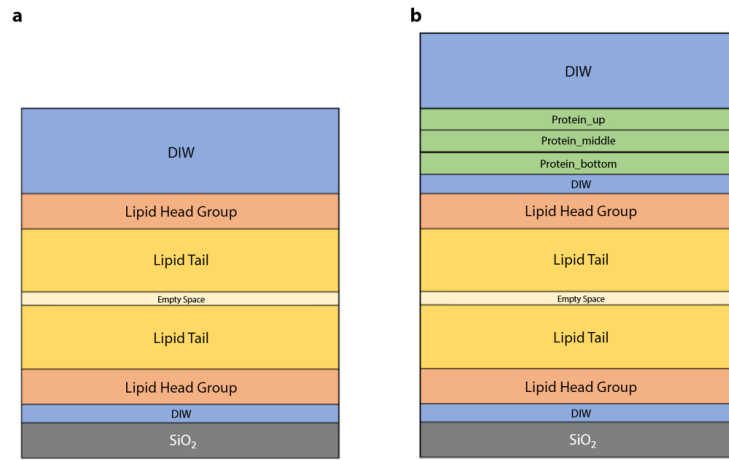 a
DIW
Lipid Head Group
Lipid Tail
Empty Space
Lipid Tail
Lipid Head Group
DIW
SiO₂
b
DIW
Protein_up
Protein_middle
Protein_bottom
DIW
Lipid Head Group
Lipid Tail
Empty Space
Lipid Tail
Lipid Head Group
DIW
SiO₂